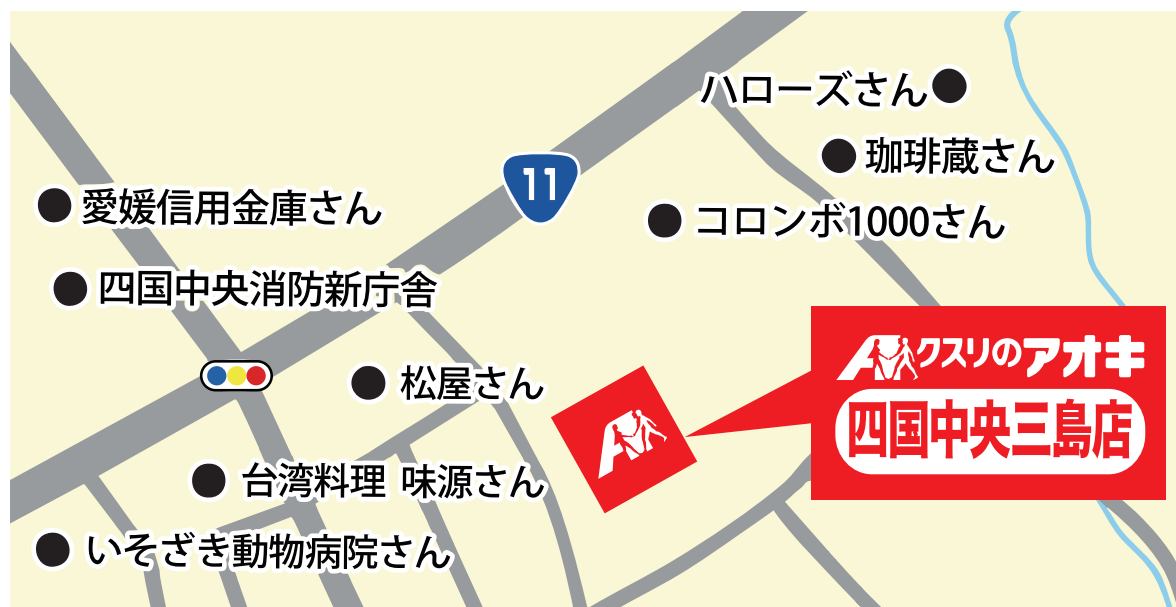 ハローズさん
珈琲蔵さん
11
愛媛信用金庫さん
コロンボ1000さん
四国中央消防新庁舎
クスリのアオキ
松屋さん
四国中央三島店
台湾料理 味源さん
いそざき動物病院さん